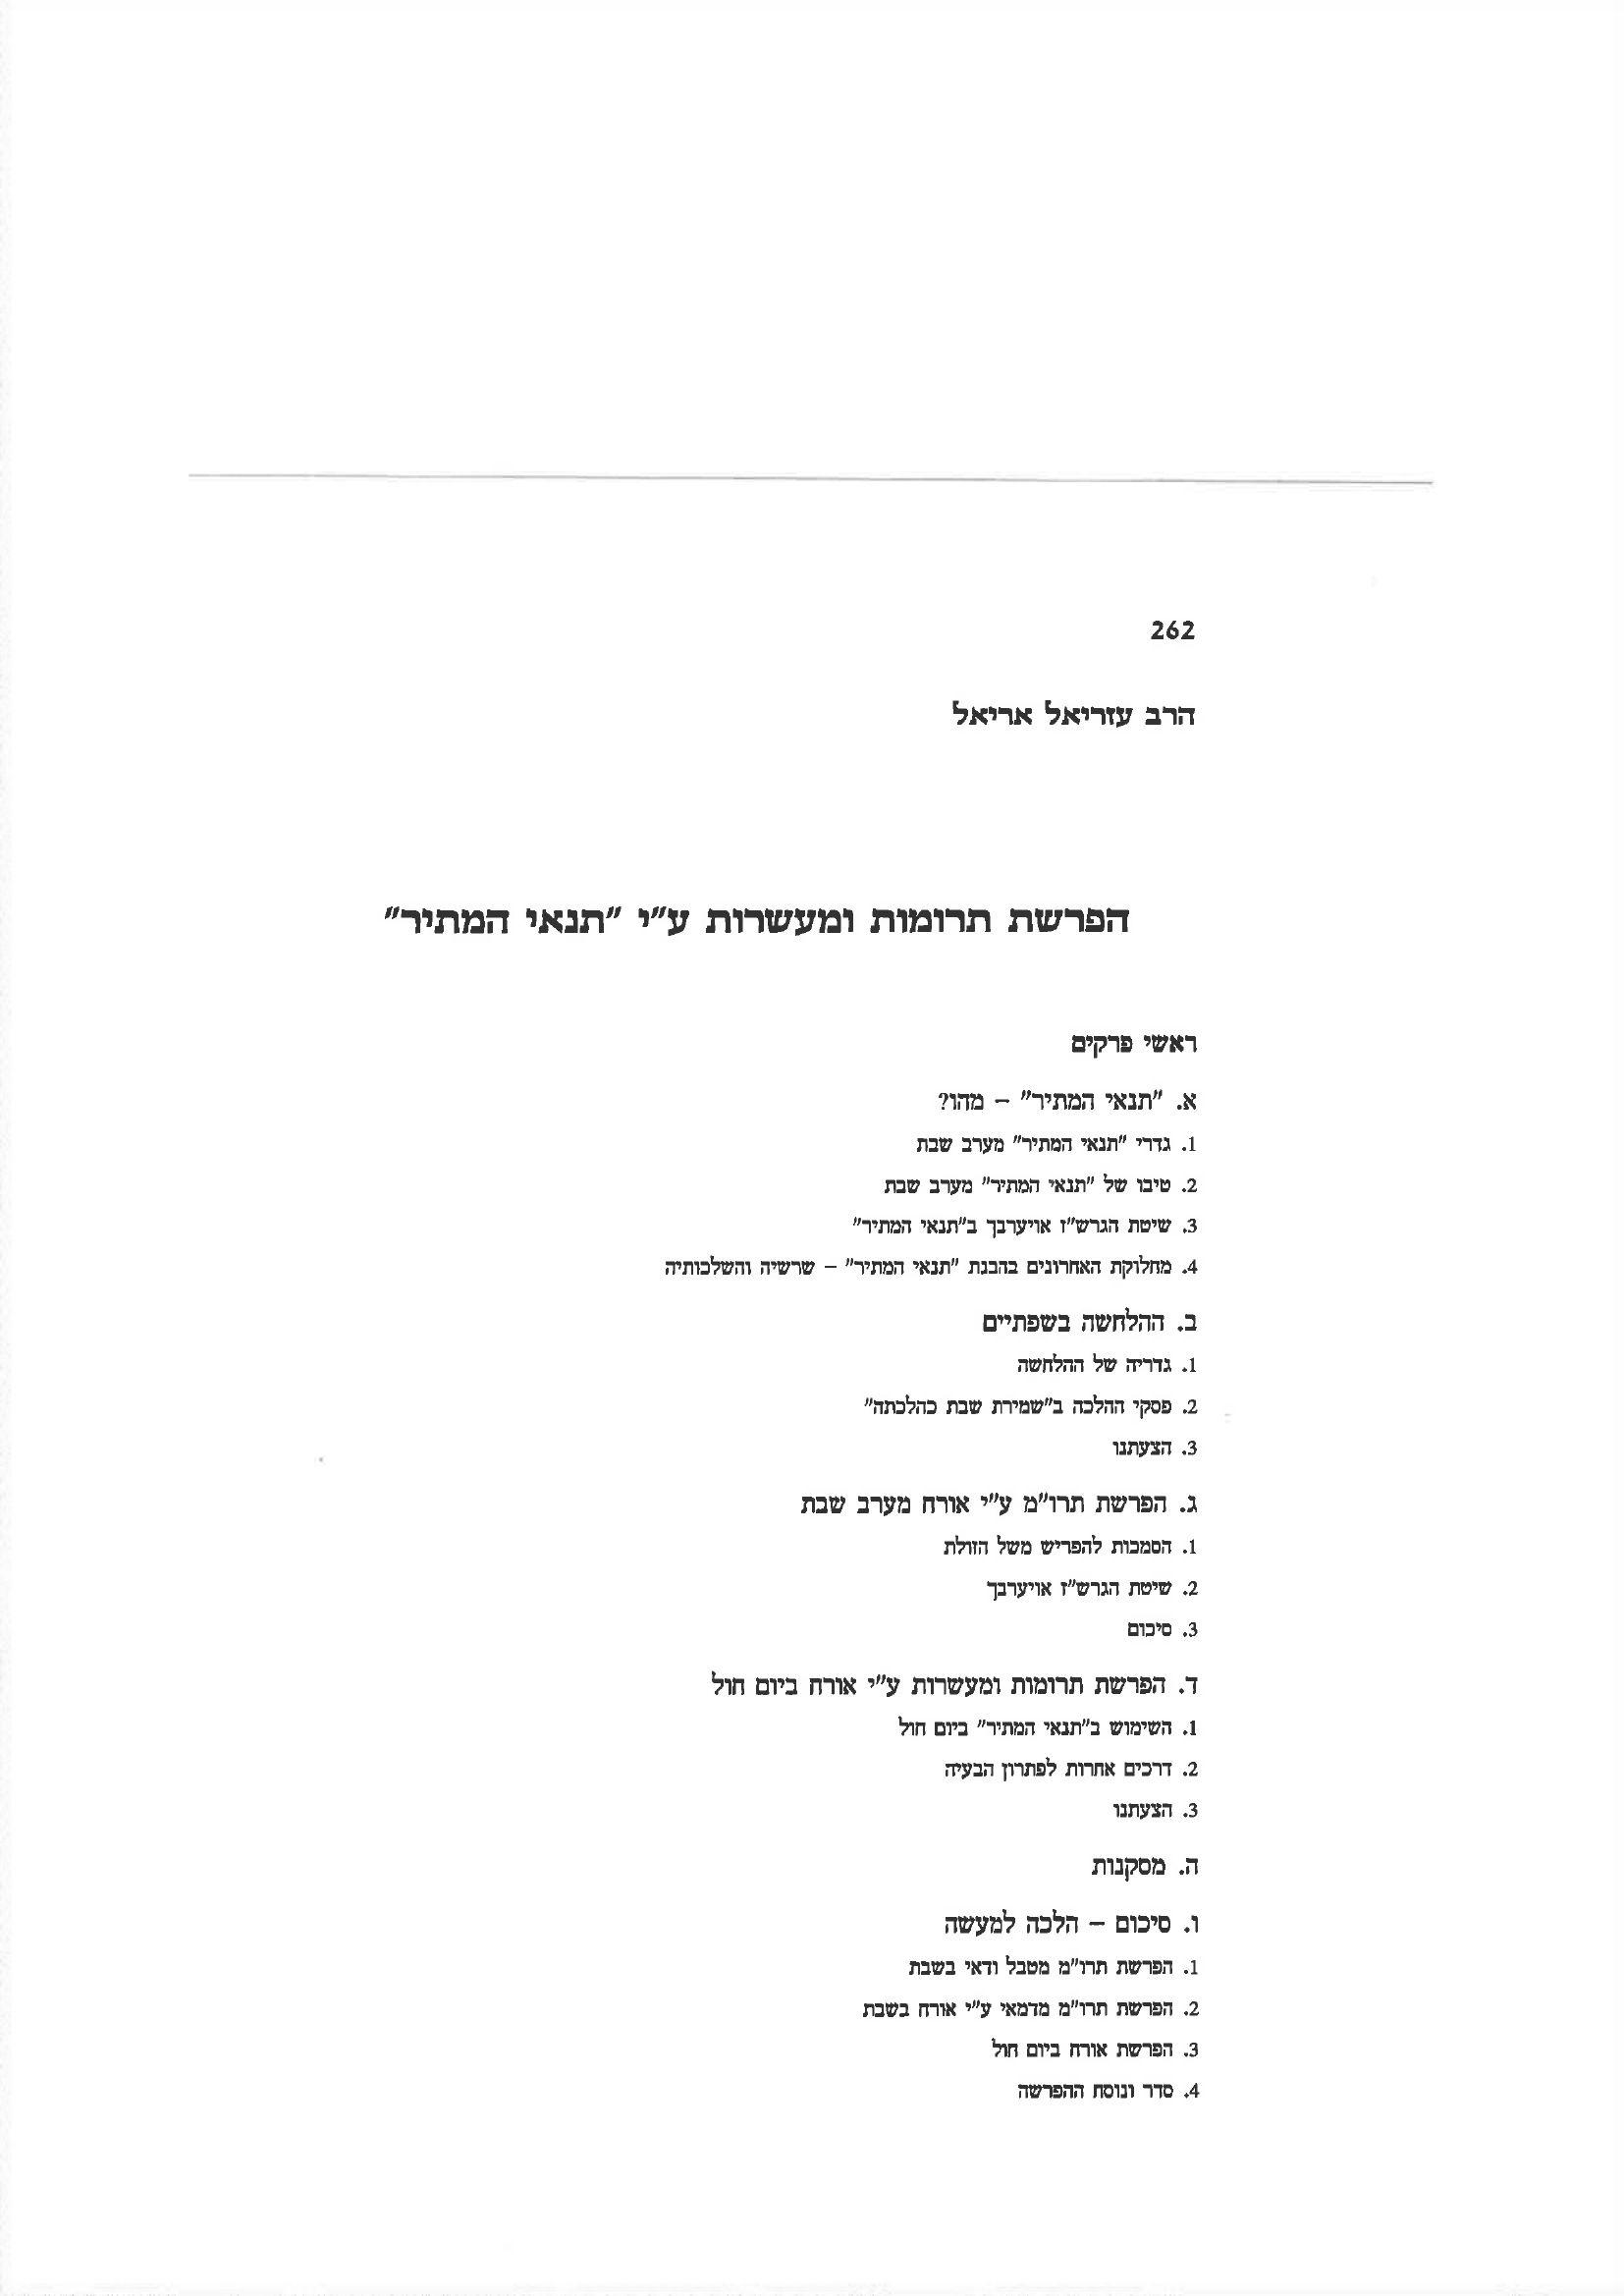 262
הרב עזריאל אריאל
הפרשת תרומות ומעשרות ע"י "תנאי המתיר"
ראשי פרקים
א. "תנאי המתיר" – מהו?
1. גדרי "תנאי המתיר" מערב שבת
2. טיבו של "תנאי המתיר" מערב שבת
3. שיטת הגרש"ז אויערבך ב"תנאי המתיר"
4. מחלוקת האחרונים בהבנת "תנאי המתיר" – שרשיה והשלכותיה
ב. ההלחשה בשפתיים
1. גדריה של ההלחשה
2. פסקי ההלכה ב"שמירת שבת כהלכתה"
3. הצעתנו
ג. הפרשת תרו"מ ע"י אורח מערב שבת
1. הסמכות להפריש משל הזולת
2. שיטת הגרש"ז אויערבך
3. סיכום
ד. הפרשת תרומות ומעשרות ע"י אורח ביום חול
1. השימוש ב"תנאי המתיר" ביום חול
2. דרכים אחרות לפתרון הבעיה
3. הצעתנו
ה. מסקנות
ו. סיכום – הלכה למעשה
1. הפרשת תרו"מ מטבל ודאי בשבת
2. הפרשת תרו"מ מדמאי ע"י אורח בשבת
3. הפרשת אורח ביום חול
4. סדר ונוסח ההפרשה